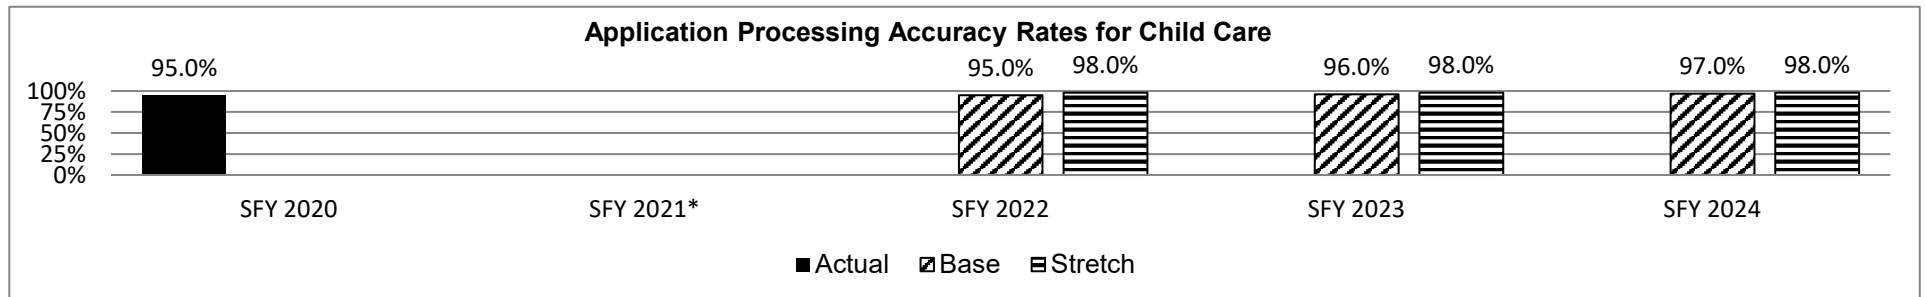 Application Processing Accuracy Rates for Child Care
95.0% 95.0% 98.0% 96.0% 98.0% 97.0% 98.0%
100%
75%
50%
25%
0%
SFY 2020 SFY 2021* SFY 2022 SFY 2023 SFY 2024
Actual Base Stretch